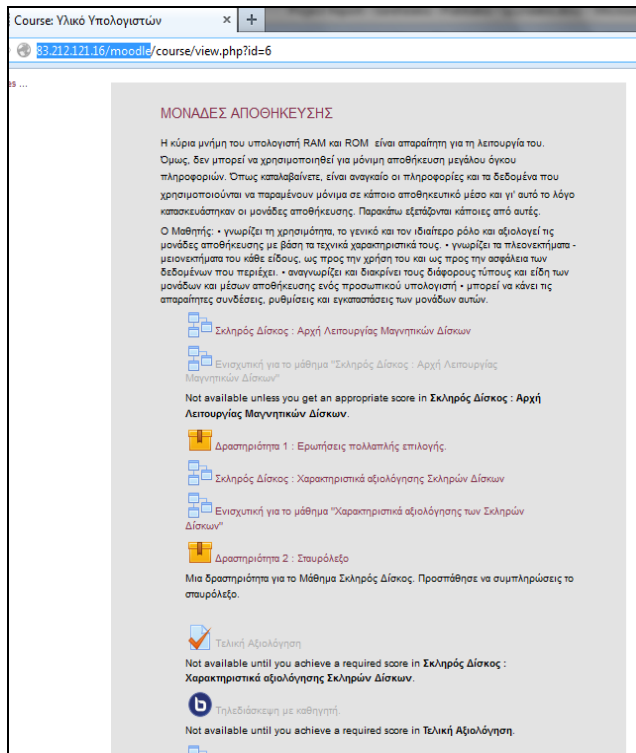 Course: Υλικό Υπολογιστών × +
83.212.121.16/moodle/course/view.php?id=6
es ...
ΜΟΝΑΔΕΣ ΑΠΟΘΗΚΕΥΣΗΣ
Η κύρια μνήμη του υπολογιστή RAM και ROM είναι απαραίτητη για τη λειτουργία του.
Όμως, δεν μπορεί να χρησιμοποιηθεί για μόνιμη αποθήκευση μεγάλου όγκου
πληροφοριών. Όπως καταλαβαίνετε, είναι αναγκαίο οι πληροφορίες και τα δεδομένα που
χρησιμοποιούνται να παραμένουν μόνιμα σε κάποιο αποθηκευτικό μέσο και γι' αυτό το λόγο
κατασκευάστηκαν οι μονάδες αποθήκευσης. Παρακάτω εξετάζονται κάποιες από αυτές.
Ο Μαθητής: • γνωρίζει τη χρησιμότητα, το γενικό και τον ιδιαίτερο ρόλο και αξιολογεί τις
μονάδες αποθήκευσης με βάση τα τεχνικά χαρακτηριστικά τους. • γνωρίζει τα πλεονεκτήματα -
μειονεκτήματα του κάθε είδους, ως προς την χρήση του και ως προς την ασφάλεια των
δεδομένων που περιέχει. • αναγνωρίζει και διακρίνει τους διάφορους τύπους και είδη των
μονάδων και μέσων αποθήκευσης ενός προσωπικού υπολογιστή • μπορεί να κάνει τις
απαραίτητες συνδέσεις, ρυθμίσεις και εγκαταστάσεις των μονάδων αυτών.
Σκληρός Δίσκος : Αρχή Λειτουργίας Μαγνητικών Δίσκων
Ενισχυτική για το μάθημα "Σκληρός Δίσκος : Αρχή Λειτουργίας
Μαγνητικών Δίσκων"
Not available unless you get an appropriate score in Σκληρός Δίσκος : Αρχή
Λειτουργίας Μαγνητικών Δίσκων.
Δραστηριότητα 1 : Ερωτήσεις πολλαπλής επιλογής.
Σκληρός Δίσκος : Χαρακτηριστικά αξιολόγησης Σκληρών Δίσκων
Ενισχυτική για το μάθημα "Χαρακτηριστικά αξιολόγησης των Σκληρών
Δίσκων"
Δραστηριότητα 2 : Σταυρόλεξο
Μια δραστηριότητα για το Μάθημα Σκληρός Δίσκος. Προσπάθησε να συμπληρώσεις το
σταυρόλεξο.
Τελική Αξιολόγηση
Not available until you achieve a required score in Σκληρός Δίσκος :
Χαρακτηριστικά αξιολόγησης Σκληρών Δίσκων.
Τηλεδιάσκεψη με καθηγητή.
Not available until you achieve a required score in Τελική Αξιολόγηση.